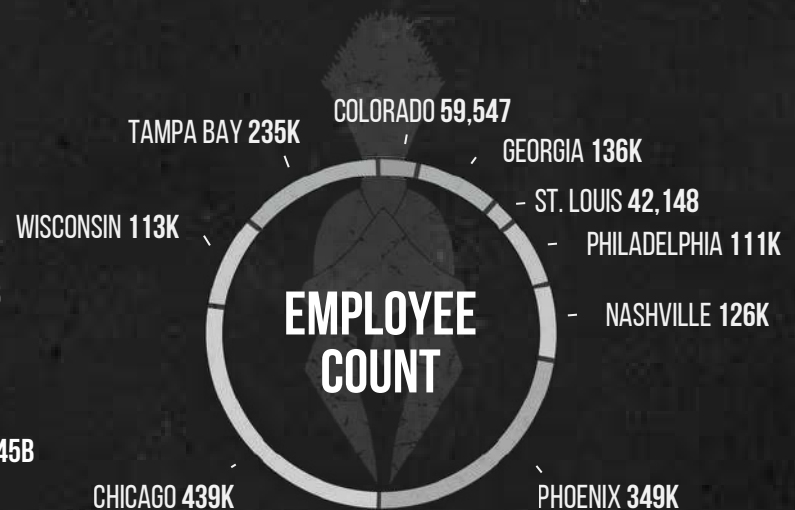 COLORADO 59,547
TAMPA BAY 235K
GEORGIA 136K
ST. LOUIS 42,148
WISCONSIN 113K
PHILADELPHIA 111K
EMPLOYEE
COUNT
NASHVILLE 126K
45B
CHICAGO 439K
PHOENIX 349K